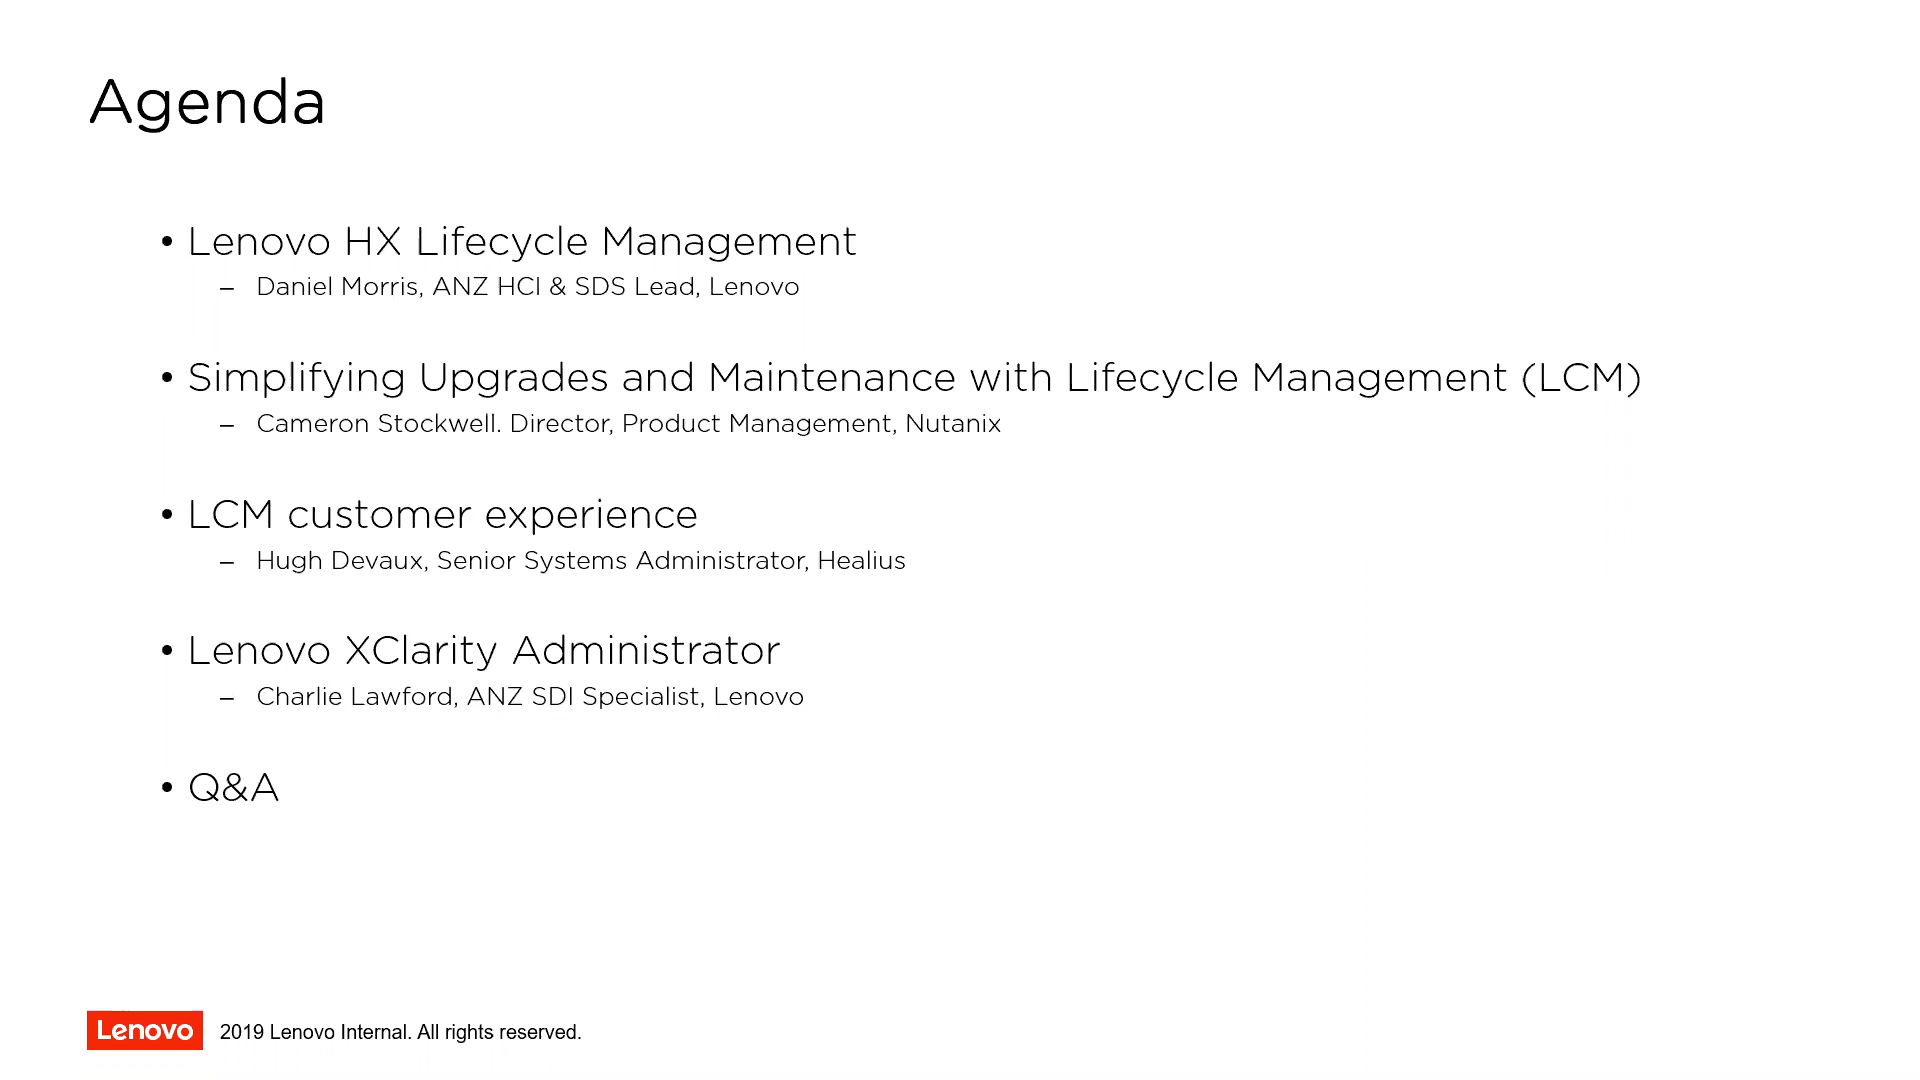 Agenda
• Lenovo HX Lifecycle Management
– Daniel Morris, ANZ HCI & SDS Lead, Lenovo
• Simplifying Upgrades and Maintenance with Lifecycle Management (LCM)
– Cameron Stockwell. Director, Product Management, Nutanix
• LCM customer experience
– Hugh Devaux, Senior Systems Administrator, Healius
• Lenovo XClarity Administrator
– Charlie Lawford, ANZ SDI Specialist, Lenovo
• Q&A
Lenovo 2019 Lenovo Internal. All rights reserved.